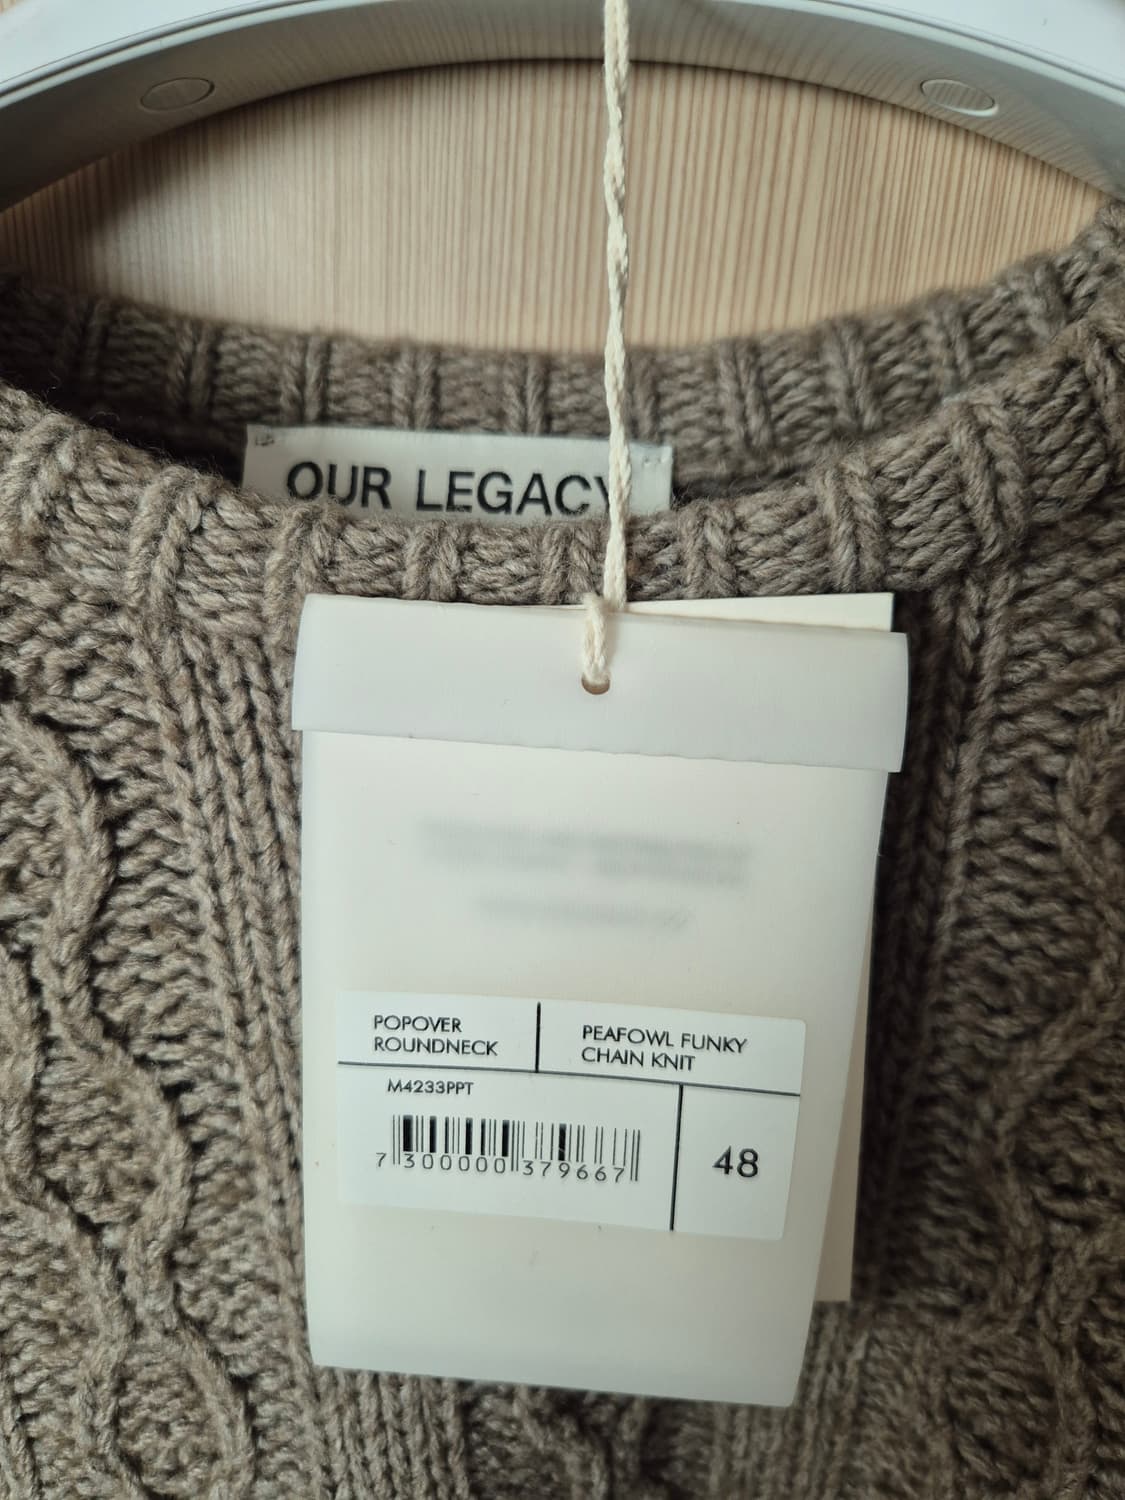 OUR LEGACY
POPOVER
ROUNDNECK
PEAFOWL FUNKY
CHAIN KNIT
M4233PPT
7 300000 379667
48